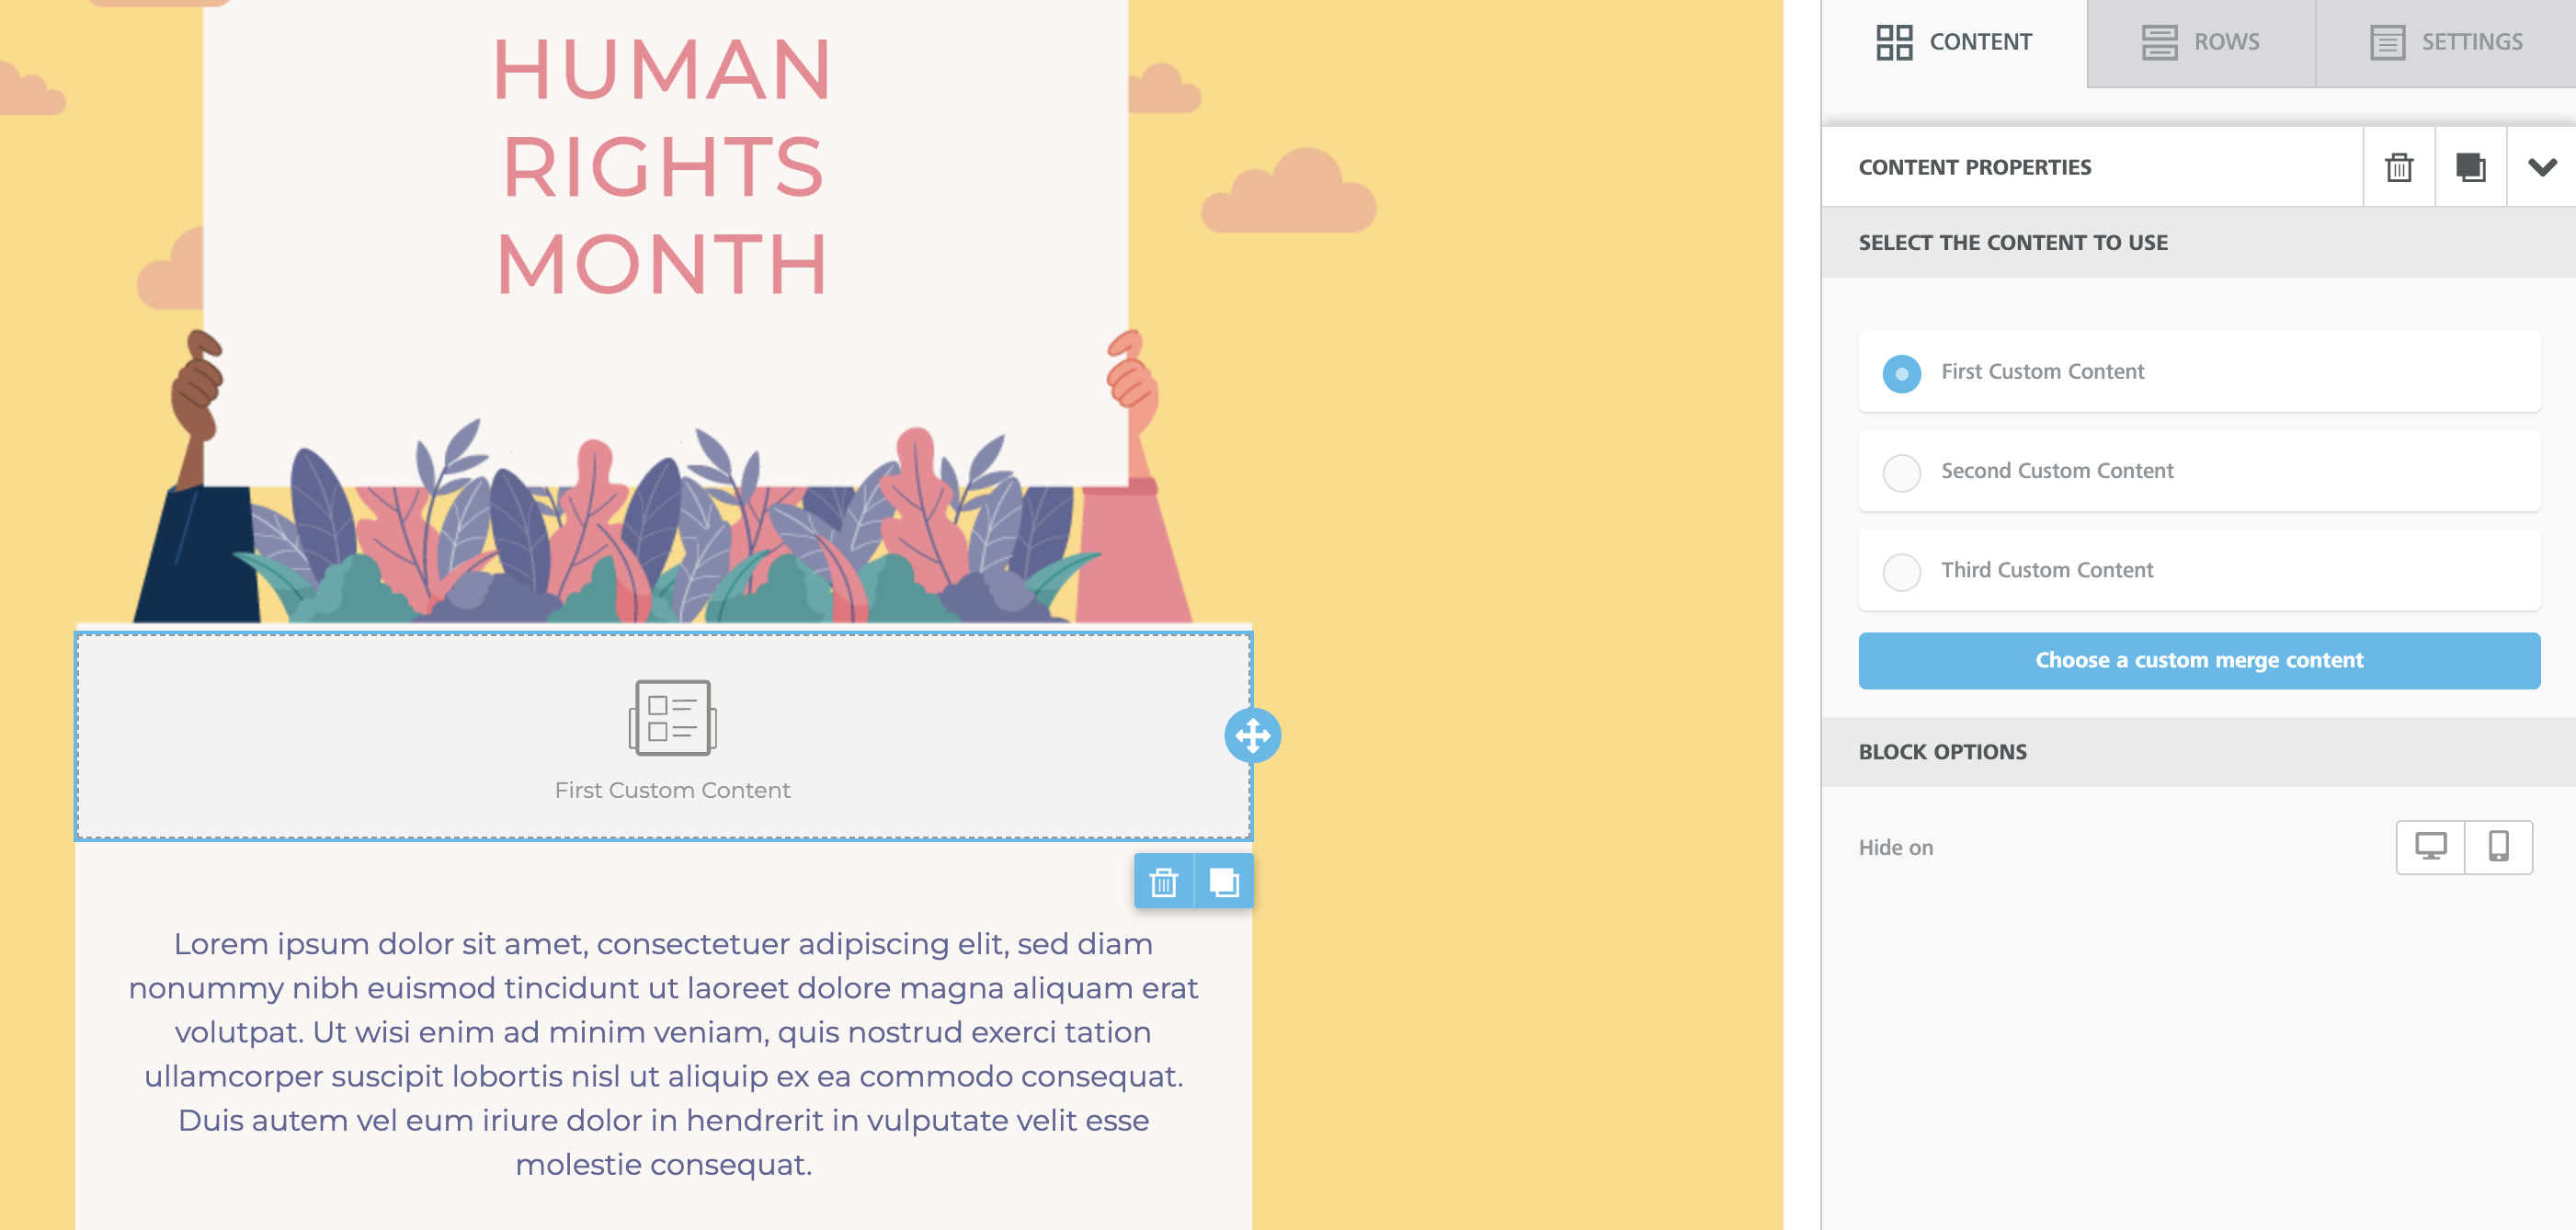 HUMAN
RIGHTS
MONTH
First Custom Content
Lorem ipsum dolor sit amet, consectetuer adipiscing elit, sed diam
nonummy nibh euismod tincidunt ut laoreet dolore magna aliquam erat
volutpat. Ut wisi enim ad minim veniam, quis nostrud exerci tation
ullamcorper suscipit lobortis nisl ut aliquip ex ea commodo consequat.
Duis autem vel eum iriure dolor in hendrerit in vulputate velit esse
molestie consequat.
CONTENT
ROWS
SETTINGS
CONTENT PROPERTIES
SELECT THE CONTENT TO USE
First Custom Content
Second Custom Content
Third Custom Content
Choose a custom merge content
BLOCK OPTIONS
Hide on